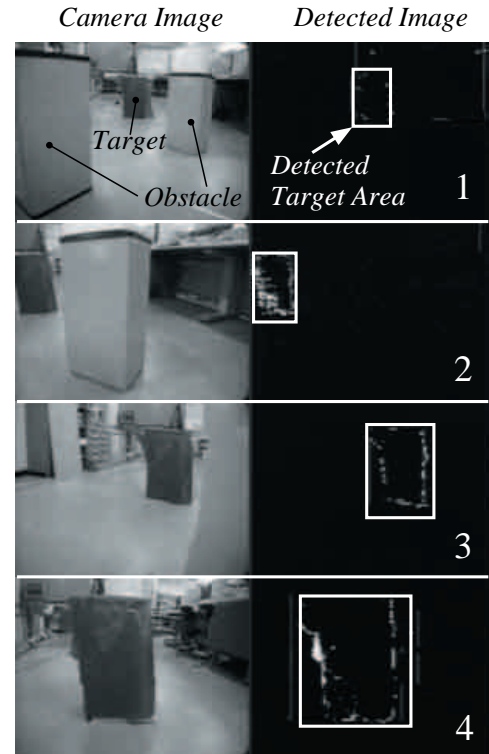 Camera Image Detected Image
Target
Obstacle
Detected
Target Area
1
2
3
4